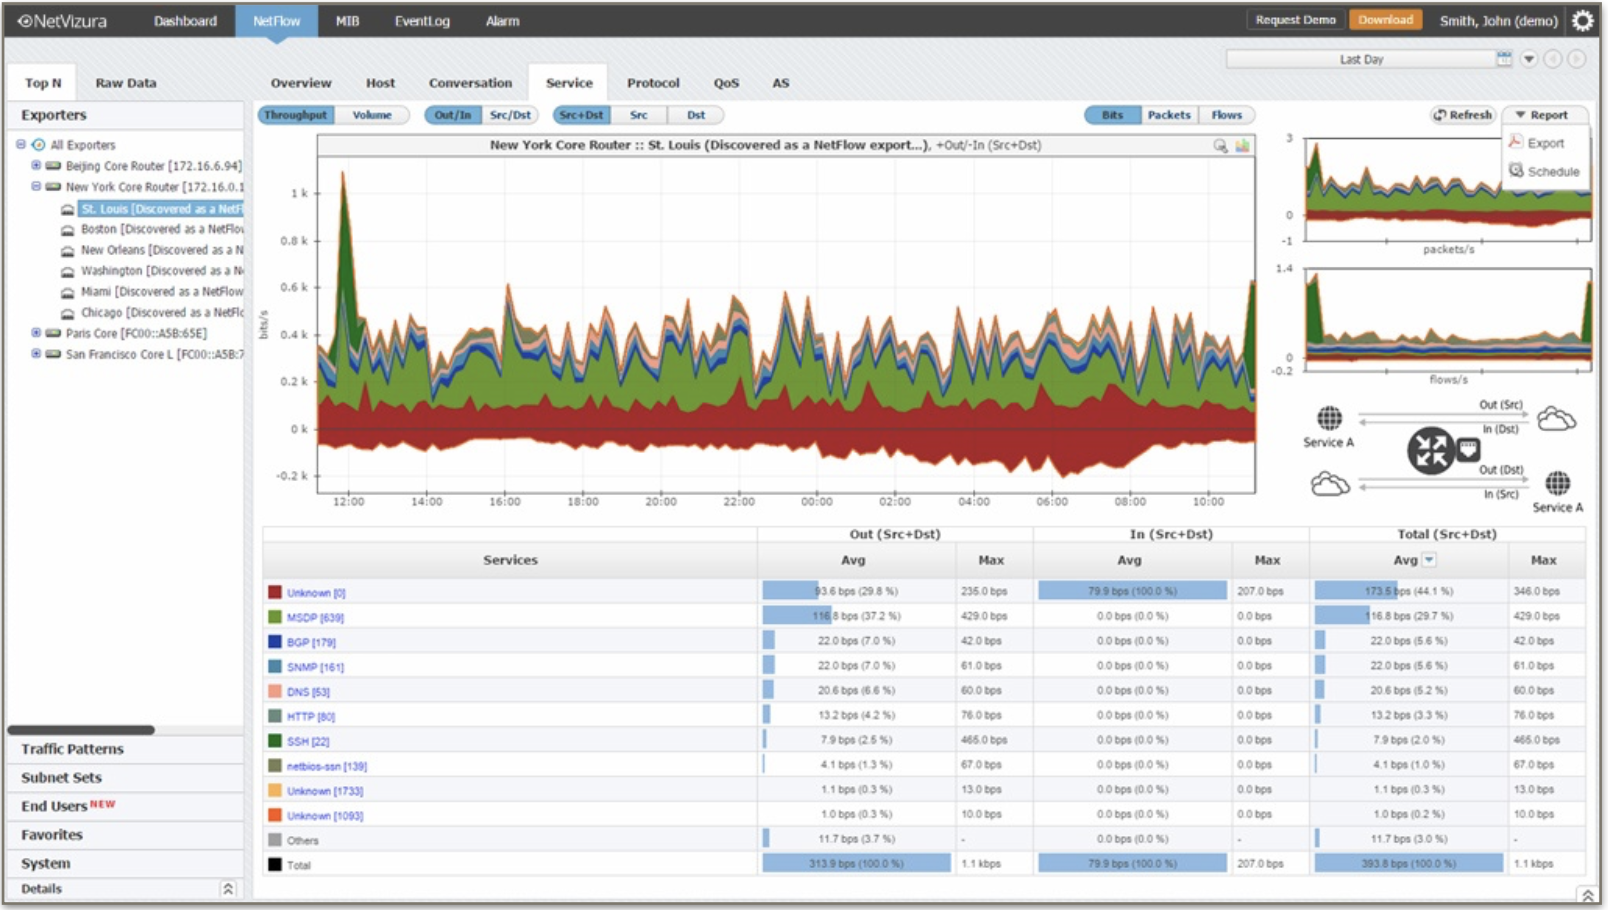 NetVizura Dashboard NetFlow MIB EventLog Alarm Request Demo Download Smith, John (demo)
Last Day
Top N Raw Data Overview Host Conversation Service Protocol QoS AS
Exporters Throughput Volume Out/In Src/Dst Src+Dst Src Dst Bits Packets Flows Refresh Report
Export
Schedule
All Exporters
Beijing Core Router [172.16.6.94]
New York Core Router [172.16.0.1
St. Louis [Discovered as a NetFl
Boston [Discovered as a NetFlow
New Orleans [Discovered as a N
Washington [Discovered as a Ne
Miami [Discovered as a NetFlow
Chicago [Discovered as a NetFlo
Paris Core [FC00::A5B:65E]
San Francisco Core L [FC00::A5B:7
Traffic Patterns
Subnet Sets
End Users NEW
Favorites
System
Details
New York Core Router :: St. Louis (Discovered as a NetFlow export...), +Out/-In (Src+Dst)
bits/s
1 k
0.8 k
0.6 k
0.4 k
0.2 k
0 k
-0.2 k
12:00 14:00 16:00 18:00 20:00 22:00 00:00 02:00 04:00 06:00 08:00 10:00
3
0
-1
packets/s
1.4
0
-0.2
flows/s
Out (Src)
In (Dst)
Service A
Out (Dst)
In (Src)
Service A
Out (Src+Dst) In (Src+Dst) Total (Src+Dst)
Services Avg Max Avg Max Avg Max
Unknown [0] 93.6 bps (29.8 %) 235.0 bps 79.9 bps (100.0 %) 207.0 bps 173.5 bps (44.1 %) 346.0 bps
MSDP [639] 116.8 bps (37.2 %) 429.0 bps 0.0 bps (0.0 %) 0.0 bps 116.8 bps (29.7 %) 429.0 bps
BGP [179] 22.0 bps (7.0 %) 42.0 bps 0.0 bps (0.0 %) 0.0 bps 22.0 bps (5.6 %) 42.0 bps
SNMP [161] 22.0 bps (7.0 %) 61.0 bps 0.0 bps (0.0 %) 0.0 bps 22.0 bps (5.6 %) 61.0 bps
DNS [53] 20.6 bps (6.6 %) 60.0 bps 0.0 bps (0.0 %) 0.0 bps 20.6 bps (5.2 %) 60.0 bps
HTTP [80] 13.2 bps (4.2 %) 76.0 bps 0.0 bps (0.0 %) 0.0 bps 13.2 bps (3.3 %) 76.0 bps
SSH [22] 7.9 bps (2.5 %) 465.0 bps 0.0 bps (0.0 %) 0.0 bps 7.9 bps (2.0 %) 465.0 bps
netbios-ssn [139] 4.1 bps (1.3 %) 67.0 bps 0.0 bps (0.0 %) 0.0 bps 4.1 bps (1.0 %) 67.0 bps
Unknown [1733] 1.1 bps (0.3 %) 13.0 bps 0.0 bps (0.0 %) 0.0 bps 1.1 bps (0.3 %) 13.0 bps
Unknown [1093] 1.0 bps (0.3 %) 10.0 bps 0.0 bps (0.0 %) 0.0 bps 1.0 bps (0.2 %) 10.0 bps
Others 11.7 bps (3.7 %) - 0.0 bps (0.0 %) - 11.7 bps (3.0 %) -
Total 313.9 bps (100.0 %) 1.1 kbps 79.9 bps (100.0 %) 207.0 bps 393.8 bps (100.0 %) 1.1 kbps